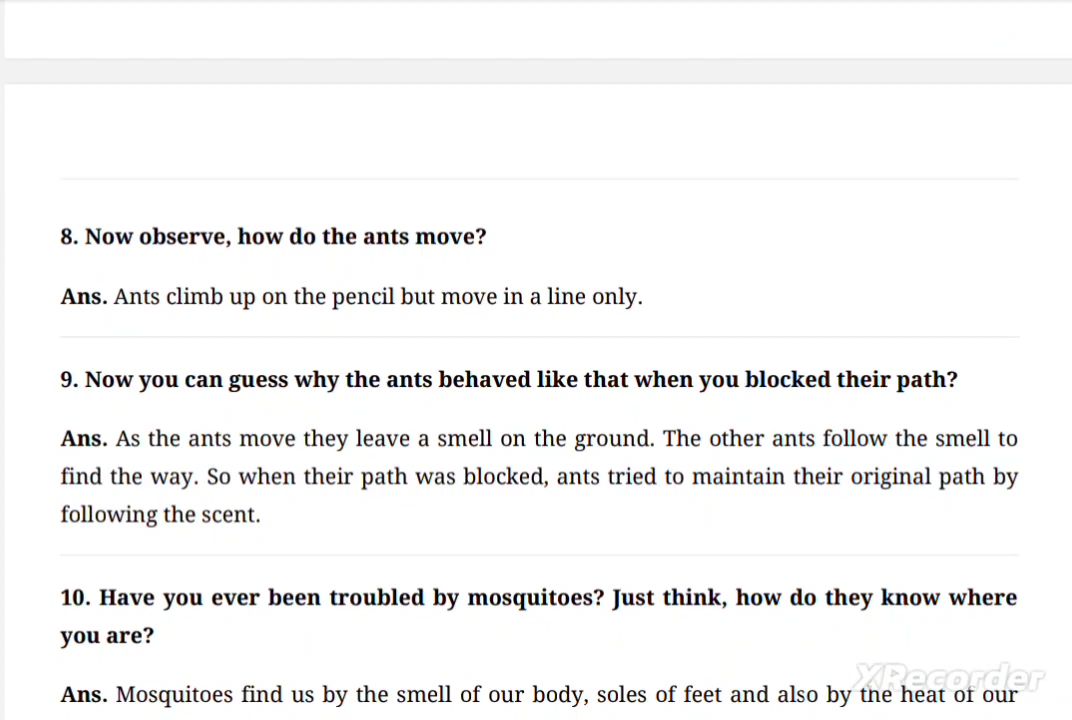 8. Now observe, how do the ants move?
Ans. Ants climb up on the pencil but move in a line only.
9. Now you can guess why the ants behaved like that when you blocked their path?
Ans. As the ants move they leave a smell on the ground. The other ants follow the smell to
find the way. So when their path was blocked, ants tried to maintain their original path by
following the scent.
10. Have you ever been troubled by mosquitoes? Just think, how do they know where
you are?
XRecorder
Ans. Mosquitoes find us by the smell of our body, soles of feet and also by the heat of our